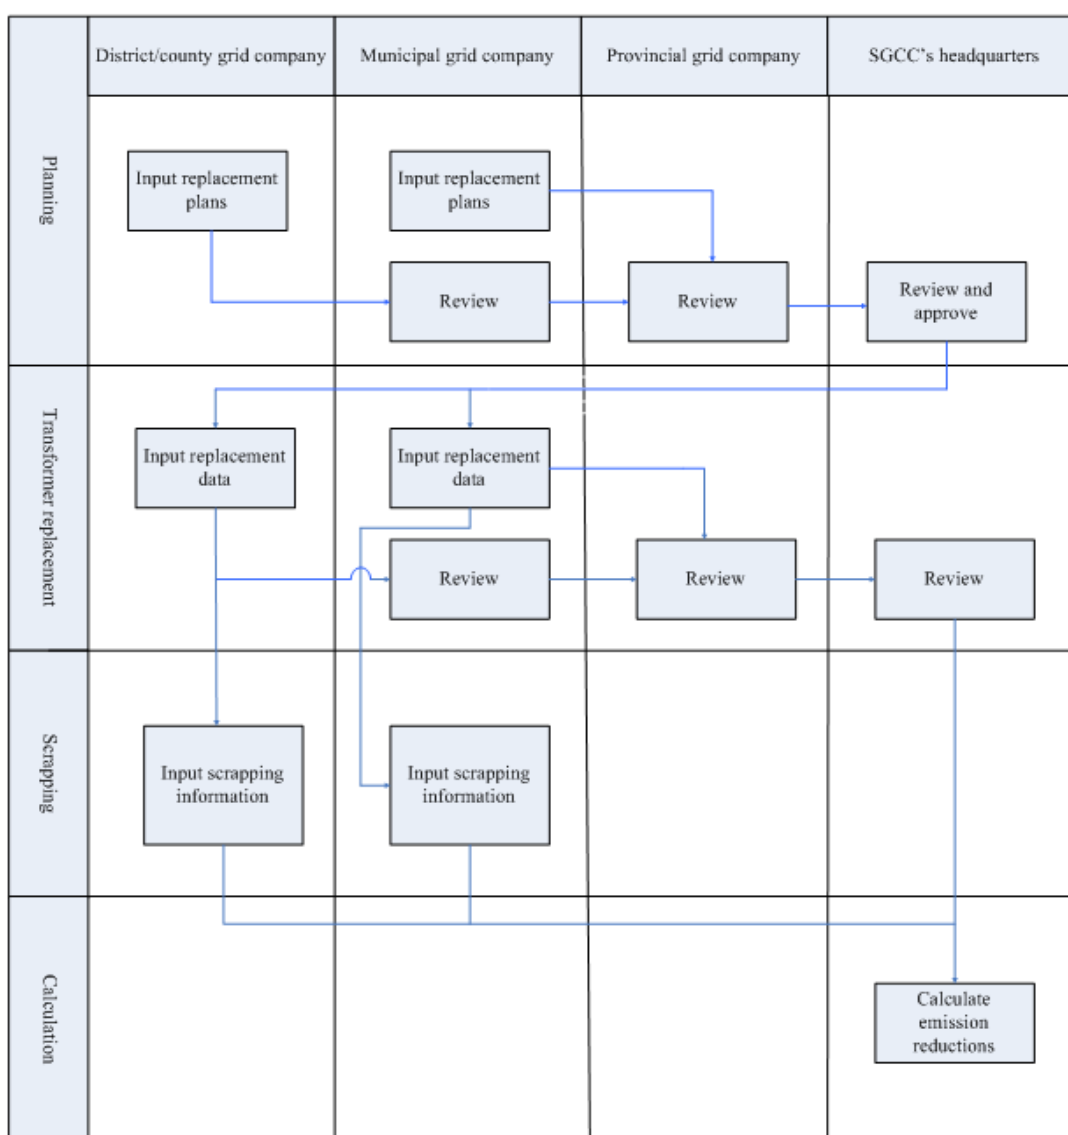 District/county grid company
Municipal grid company
Provincial grid company
SGCC's headquarters
Planning
Input replacement
plans
Input replacement
plans
Review
Review
Review and
approve
Transformer replacement
Input replacement
data
Input replacement
data
Review
Review
Review
Scrapping
Input scrapping
information
Input scrapping
information
Calculation
Calculate
emission
reductions